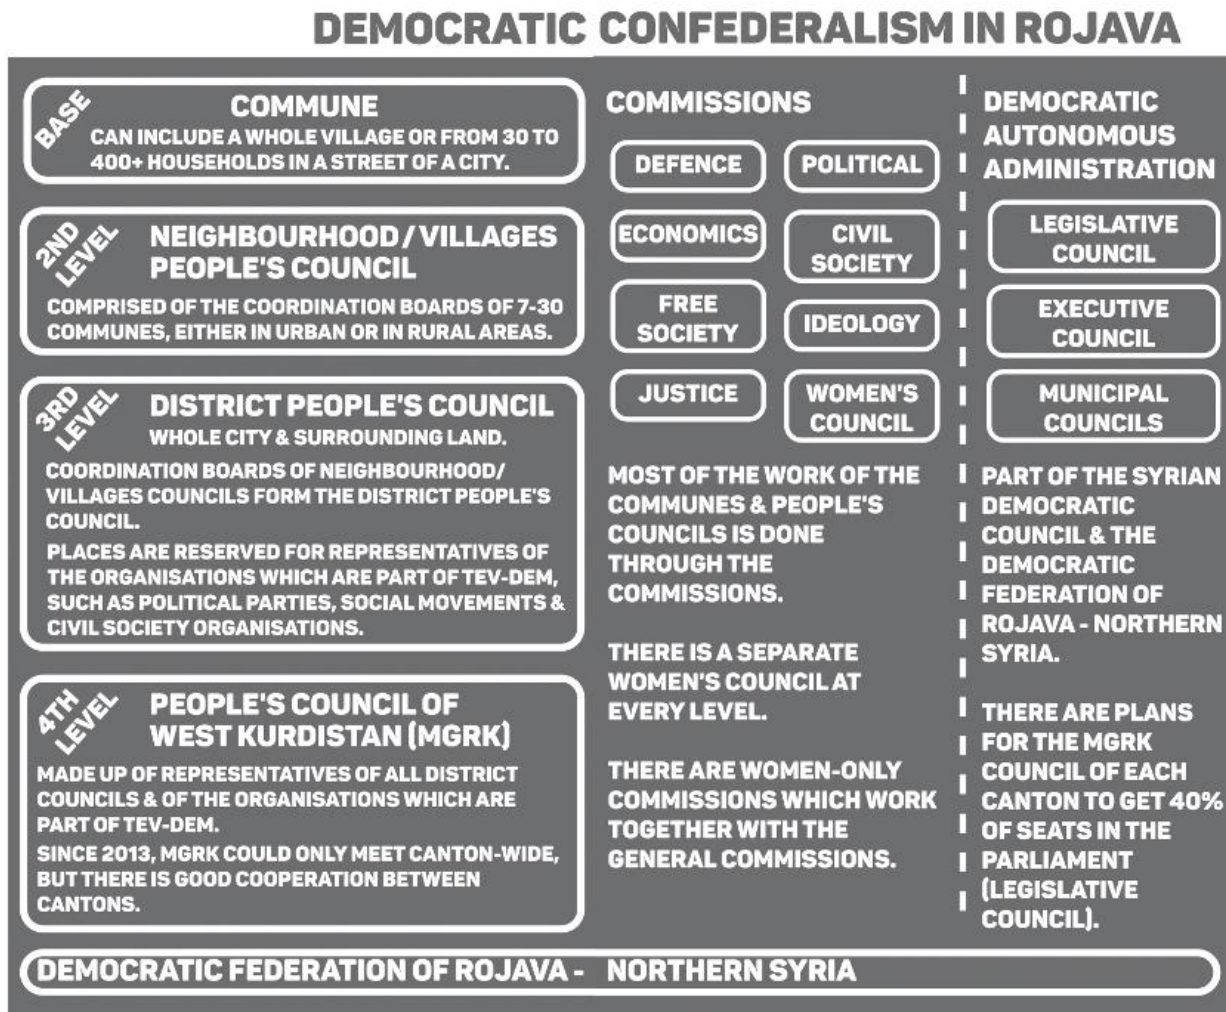 DEMOCRATIC CONFEDERALISM IN ROJAVA
BASE
COMMUNE
CAN INCLUDE A WHOLE VILLAGE OR FROM 30 TO
400+ HOUSEHOLDS IN A STREET OF A CITY.
2ND
LEVEL
NEIGHBOURHOOD/VILLAGES
PEOPLE'S COUNCIL
COMPRISED OF THE COORDINATION BOARDS OF 7-30
COMMUNES, EITHER IN URBAN OR IN RURAL AREAS.
3RD
LEVEL
DISTRICT PEOPLE'S COUNCIL
WHOLE CITY & SURROUNDING LAND.
COORDINATION BOARDS OF NEIGHBOURHOOD/
VILLAGES COUNCILS FORM THE DISTRICT PEOPLE'S
COUNCIL.
PLACES ARE RESERVED FOR REPRESENTATIVES OF
THE ORGANISATIONS WHICH ARE PART OF TEV-DEM,
SUCH AS POLITICAL PARTIES, SOCIAL MOVEMENTS &
CIVIL SOCIETY ORGANISATIONS.
4TH
LEVEL
PEOPLE'S COUNCIL OF
WEST KURDISTAN (MGRK)
MADE UP OF REPRESENTATIVES OF ALL DISTRICT
COUNCILS & OF THE ORGANISATIONS WHICH ARE
PART OF TEV-DEM.
SINCE 2013, MGRK COULD ONLY MEET CANTON-WIDE,
BUT THERE IS GOOD COOPERATION BETWEEN
CANTONS.
COMMISSIONS
DEFENCE
POLITICAL
ECONOMICS
CIVIL
SOCIETY
FREE
SOCIETY
IDEOLOGY
JUSTICE
WOMEN'S
COUNCIL
MOST OF THE WORK OF THE
COMMUNES & PEOPLE'S
COUNCILS IS DONE
THROUGH THE
COMMISSIONS.
THERE IS A SEPARATE
WOMEN'S COUNCIL AT
EVERY LEVEL.
THERE ARE WOMEN-ONLY
COMMISSIONS WHICH WORK
TOGETHER WITH THE
GENERAL COMMISSIONS.
DEMOCRATIC
AUTONOMOUS
ADMINISTRATION
LEGISLATIVE
COUNCIL
EXECUTIVE
COUNCIL
MUNICIPAL
COUNCILS
PART OF THE SYRIAN
DEMOCRATIC
COUNCIL & THE
DEMOCRATIC
FEDERATION OF
ROJAVA - NORTHERN
SYRIA.
THERE ARE PLANS
FOR THE MGRK
COUNCIL OF EACH
CANTON TO GET 40%
OF SEATS IN THE
PARLIAMENT
(LEGISLATIVE
COUNCIL).
DEMOCRATIC FEDERATION OF ROJAVA - NORTHERN SYRIA